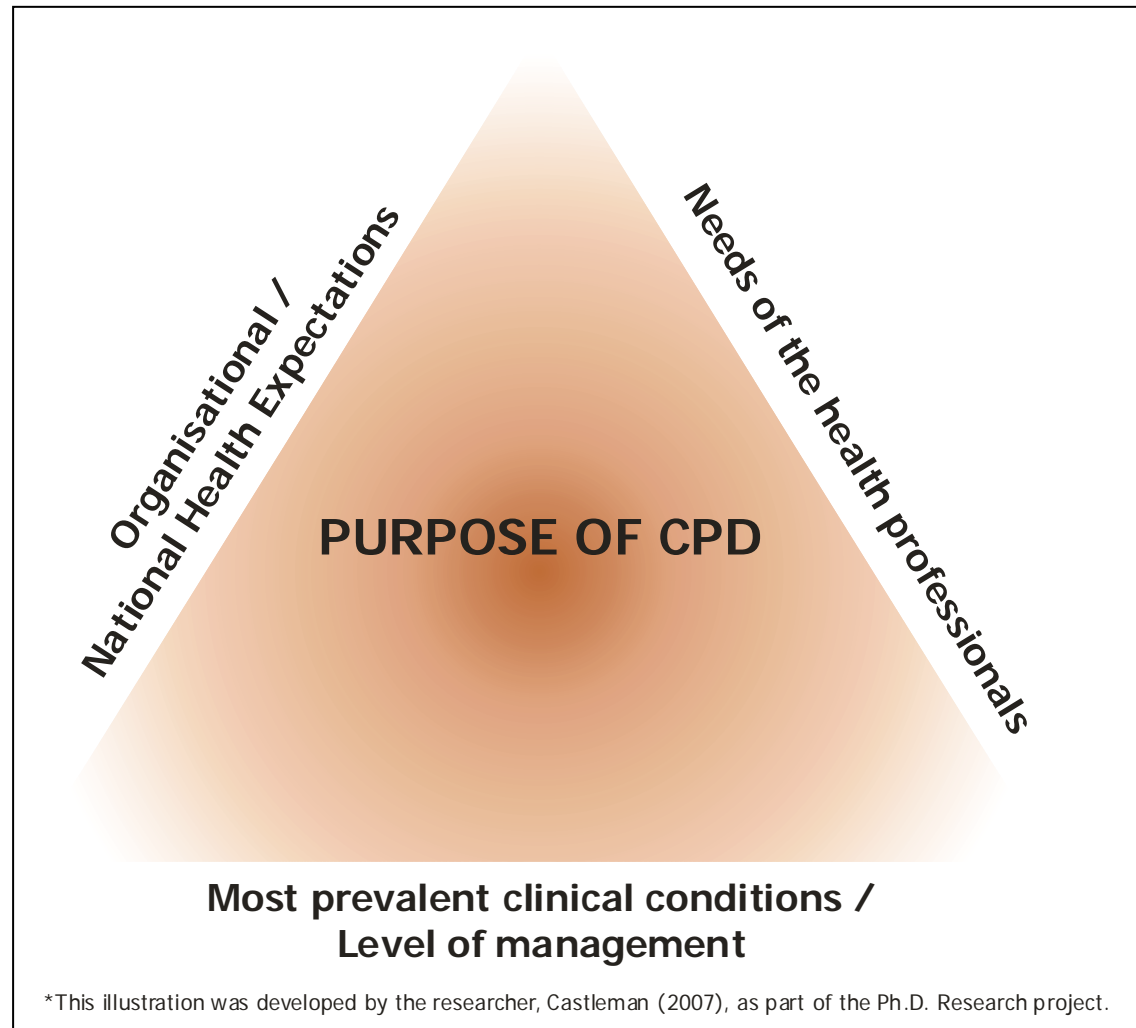 Organisational /
National Health Expectations
Needs of the health professionals
PURPOSE OF CPD
Most prevalent clinical conditions /
Level of management
*This illustration was developed by the researcher, Castleman (2007), as part of the Ph.D. Research project.